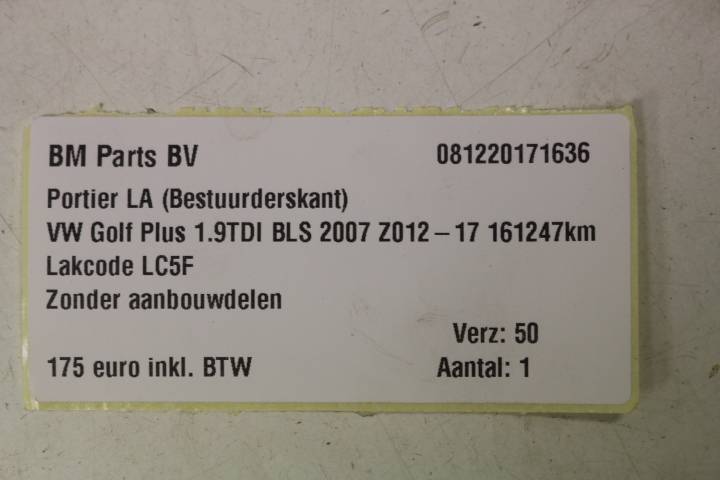 BM Parts BV 081220171636
Portier LA (Bestuurderskant)
VW Golf Plus 1.9TDI BLS 2007 Z012-17 161247km
Lakcode LC5F
Zonder aanbouwdelen
Verz: 50
175 euro inkl. BTW Aantal: 1